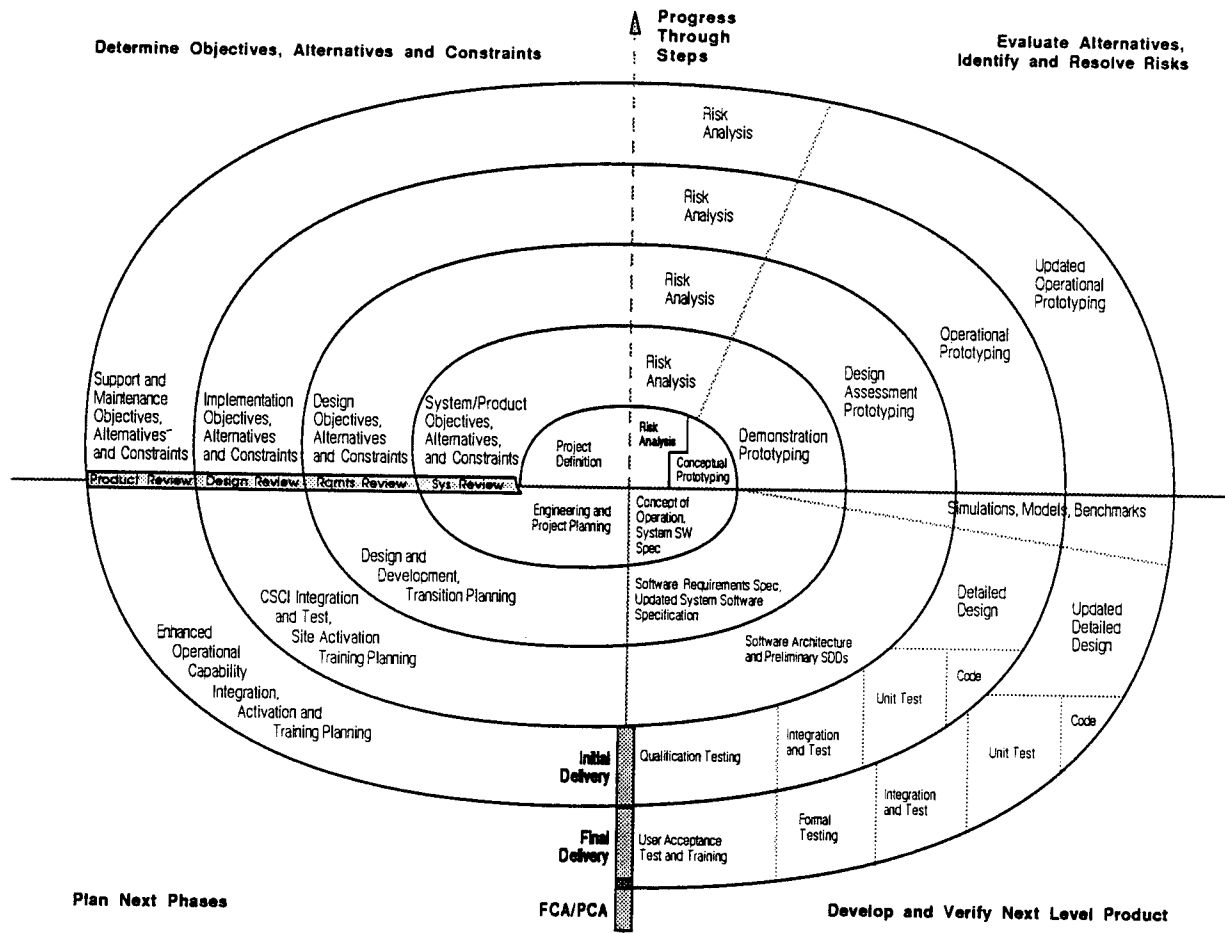 Progress
Through
Steps
Determine Objectives, Alternatives and Constraints
Evaluate Alternatives,
Identify and Resolve Risks
Risk
Analysis
Risk
Analysis
Risk
Analysis
Risk
Analysis
Risk
Analysis
Updated
Operational
Prototyping
Operational
Prototyping
Design
Assessment
Prototyping
Demonstration
Prototyping
Conceptual
Prototyping
Support and
Maintenance
Objectives,
Alternatives
and Constraints
Implementation
Objectives,
Alternatives
and Constraints
Design
Objectives,
Alternatives
and Constraints
System/Product
Objectives,
Alternatives,
and Constraints
Project
Definition
Product Review
Design Review
Rqmts Review
Sys Review
Simulations, Models, Benchmarks
Engineering and
Project Planning
Concept of
Operation,
System SW
Spec
Design and
Development,
Transition Planning
Software Requirements Spec,
Updated System Software
Specification
CSCI Integration
and Test,
Site Activation
Training Planning
Software Architecture
and Preliminary SDDs
Detailed
Design
Updated
Detailed
Design
Enhanced
Operational
Capability
Integration,
Activation and
Training Planning
Code
Unit Test
Integration
and Test
Qualification Testing
Initial
Delivery
Code
Unit Test
Integration
and Test
Formal
Testing
User Acceptance
Test and Training
Final
Delivery
FCA/PCA
Plan Next Phases
Develop and Verify Next Level Product